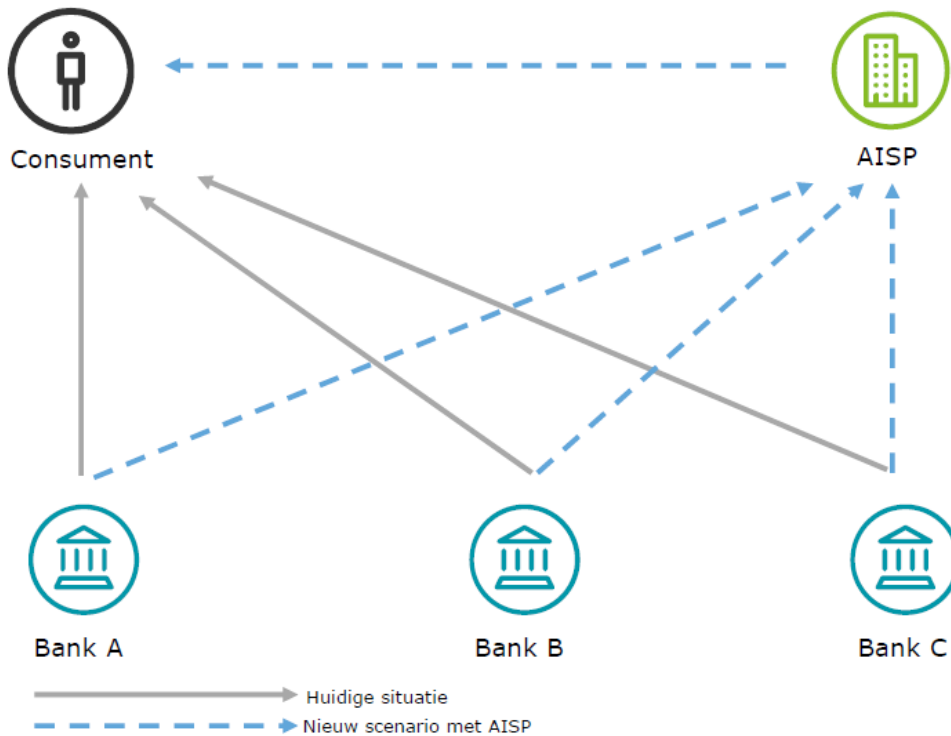 Consument
AISP
Bank A
Bank B
Bank C
Huidige situatie
Nieuw scenario met AISP